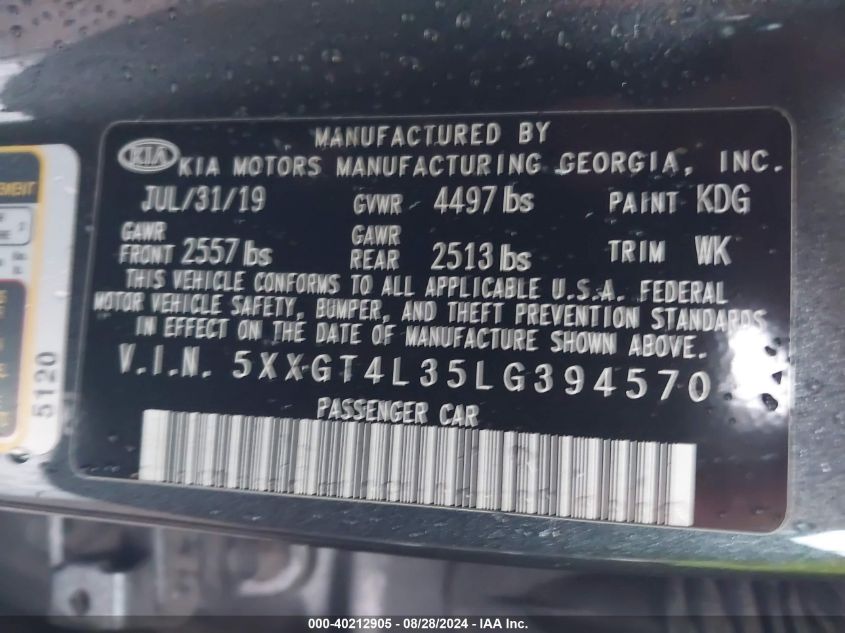 MANUFACTURED BY
KIA KIA MOTORS MANUFACTURING GEORGIA, INC.
JUL/31/19 GVWR 4497 lbs PAINT KDG
GAWR FRONT 2557 lbs GAWR REAR 2513 lbs TRIM WK
THIS VEHICLE CONFORMS TO ALL APPLICABLE U.S.A. FEDERAL
MOTOR VEHICLE SAFETY, BUMPER, AND THEFT PREVENTION STANDARDS
IN EFFECT ON THE DATE OF MANUFACTURE SHOWN ABOVE.
V.I.N. 5XXGT4L35LG394570
PASSENGER CAR
5120
000-40212905 | 08/28/2024 - IAA Inc.